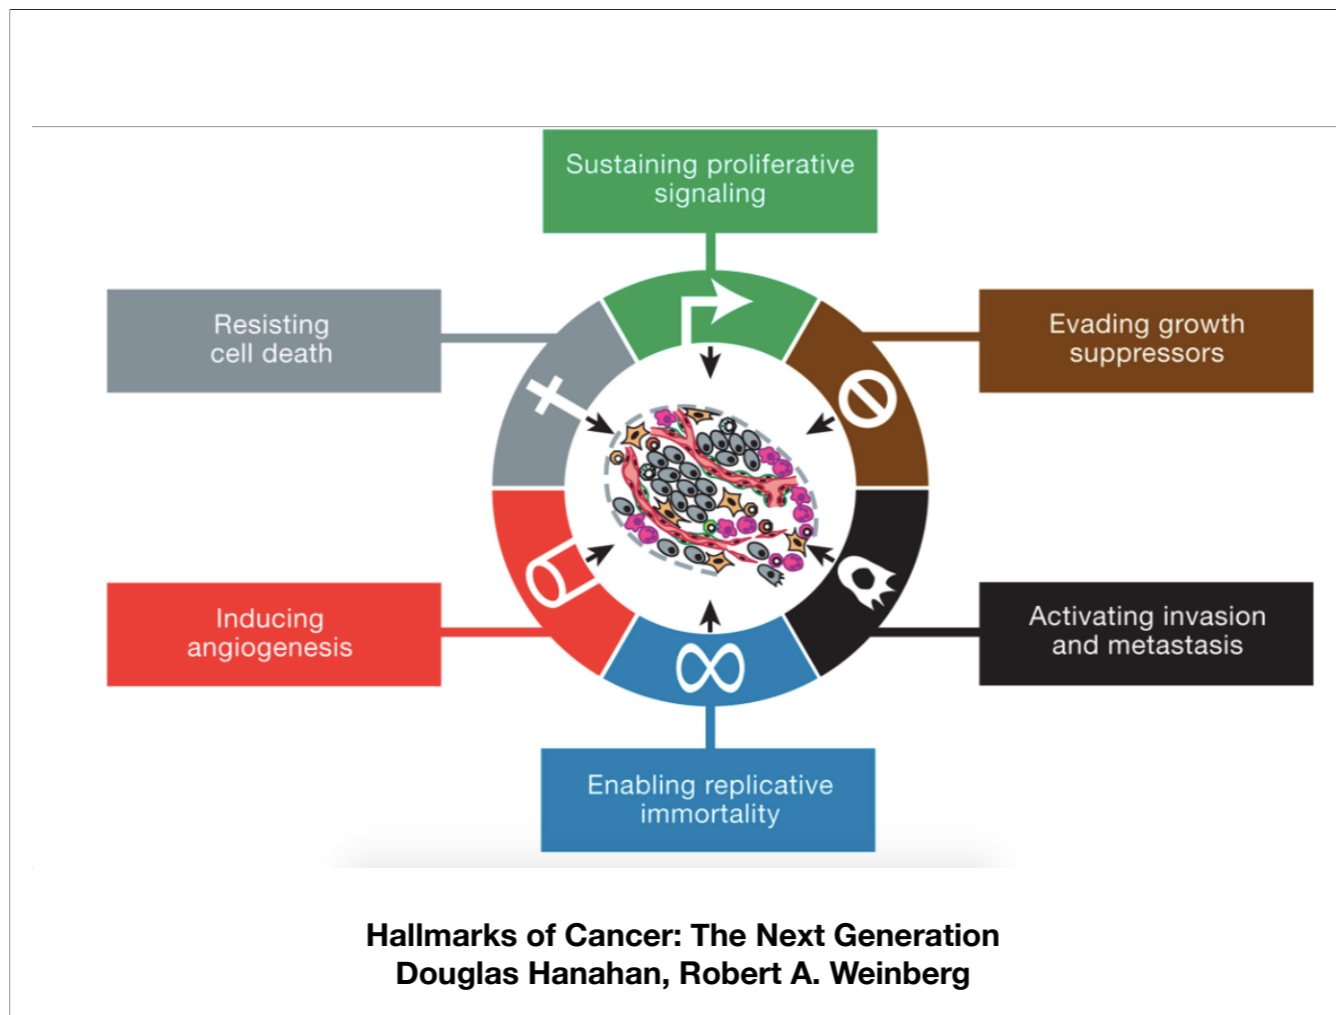 Sustaining proliferative
signaling
Resisting
cell death
Evading growth
suppressors
Inducing
angiogenesis
Activating invasion
and metastasis
Enabling replicative
immortality
Hallmarks of Cancer: The Next Generation
Douglas Hanahan, Robert A. Weinberg